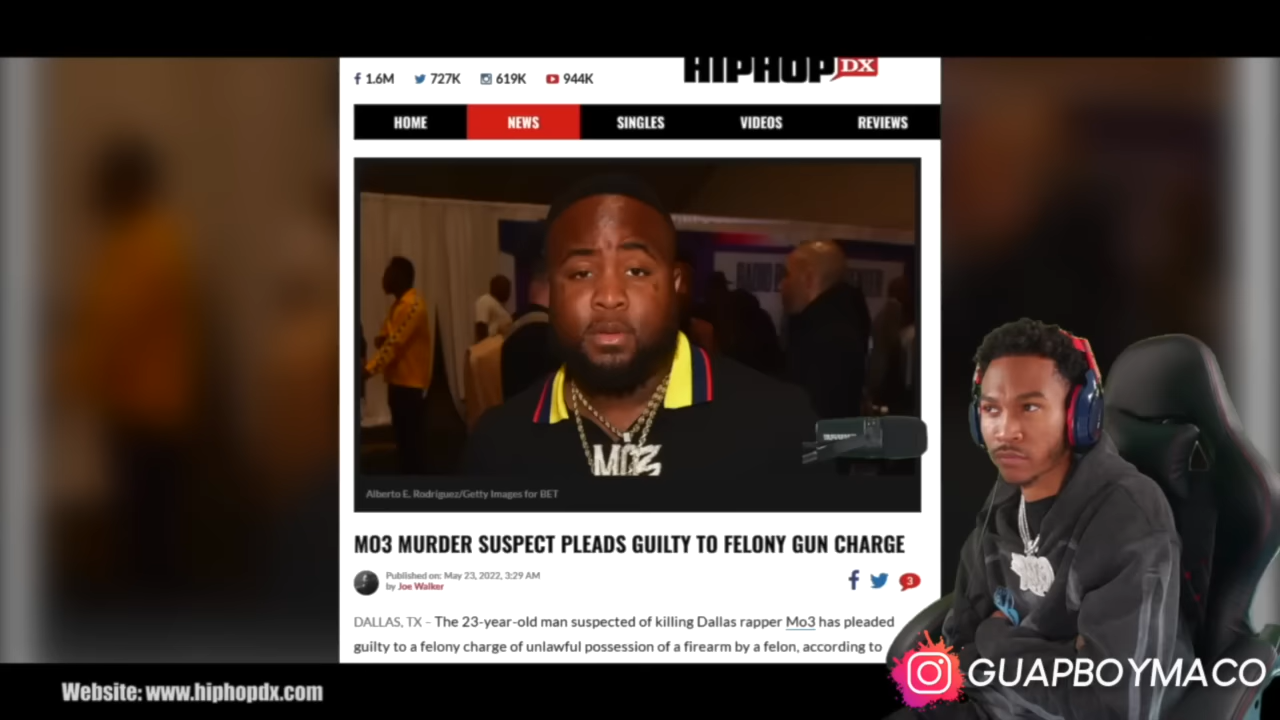 1.6M 727K 619K 944K
HIPHOPDX
HOME NEWS SINGLES VIDEOS REVIEWS
MO3
Alberto E. Rodriguez/Getty Images for BET
MO3 MURDER SUSPECT PLEADS GUILTY TO FELONY GUN CHARGE
Published on: May 23, 2022, 3:29 AM
by Joe Walker
3
DALLAS, TX – The 23-year-old man suspected of killing Dallas rapper Mo3 has pleaded
guilty to a felony charge of unlawful possession of a firearm by a felon, according to
GUAPBOYMACO
Website: www.hiphopdx.com